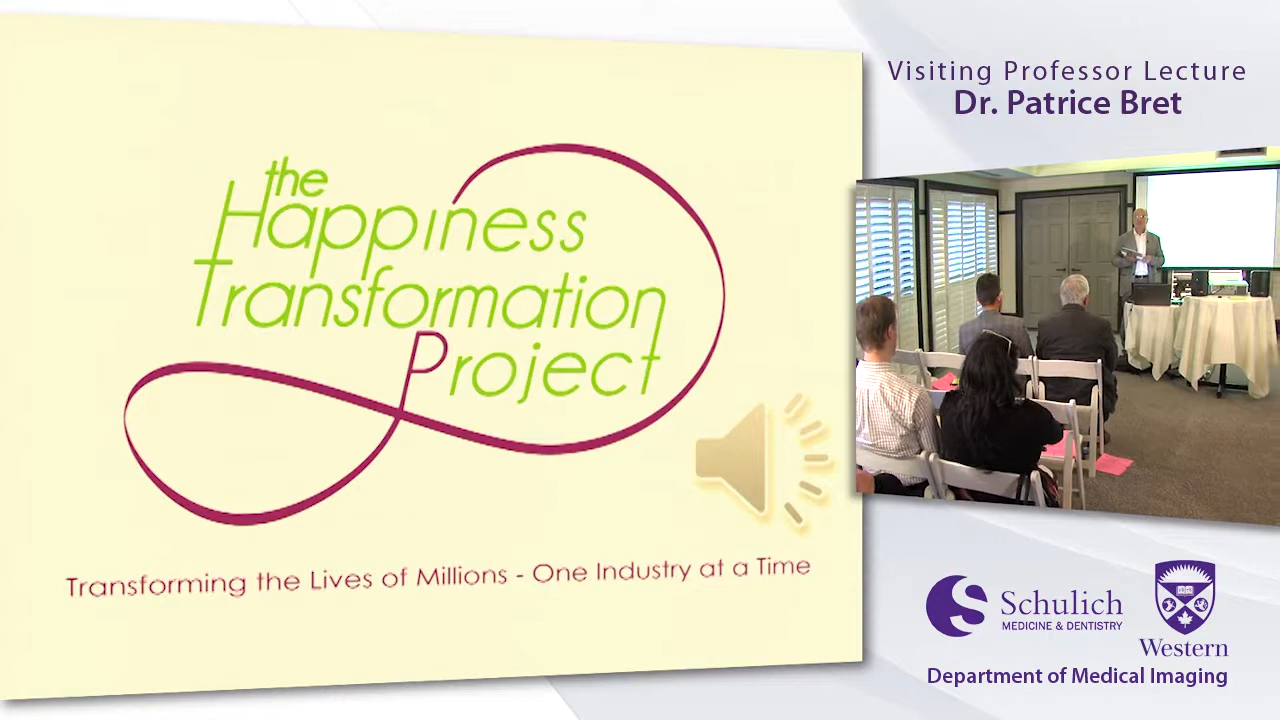 the
Happiness
Transformation
Project
Transforming the Lives of Millions - One Industry at a Time
Visiting Professor Lecture
Dr. Patrice Bret
Schulich
MEDICINE & DENTISTRY
Western
Department of Medical Imaging